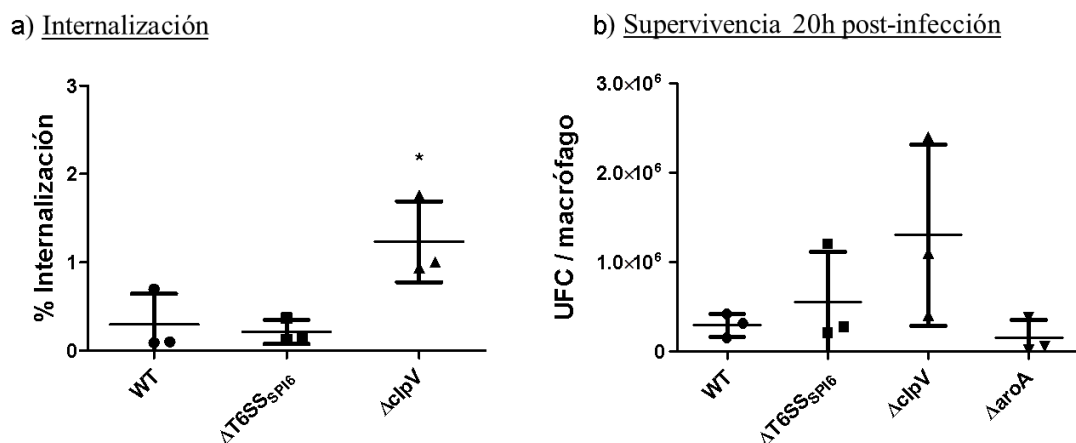 a) Internalización
% Internalización
3
2
1
0
*
WT
ΔT6SSSPI6
ΔclpV
b) Supervivencia 20h post-infección
UFC / macrófago
3.0×10⁶
2.0×10⁶
1.0×10⁶
0
WT
ΔT6SSSPI6
ΔclpV
ΔaroA